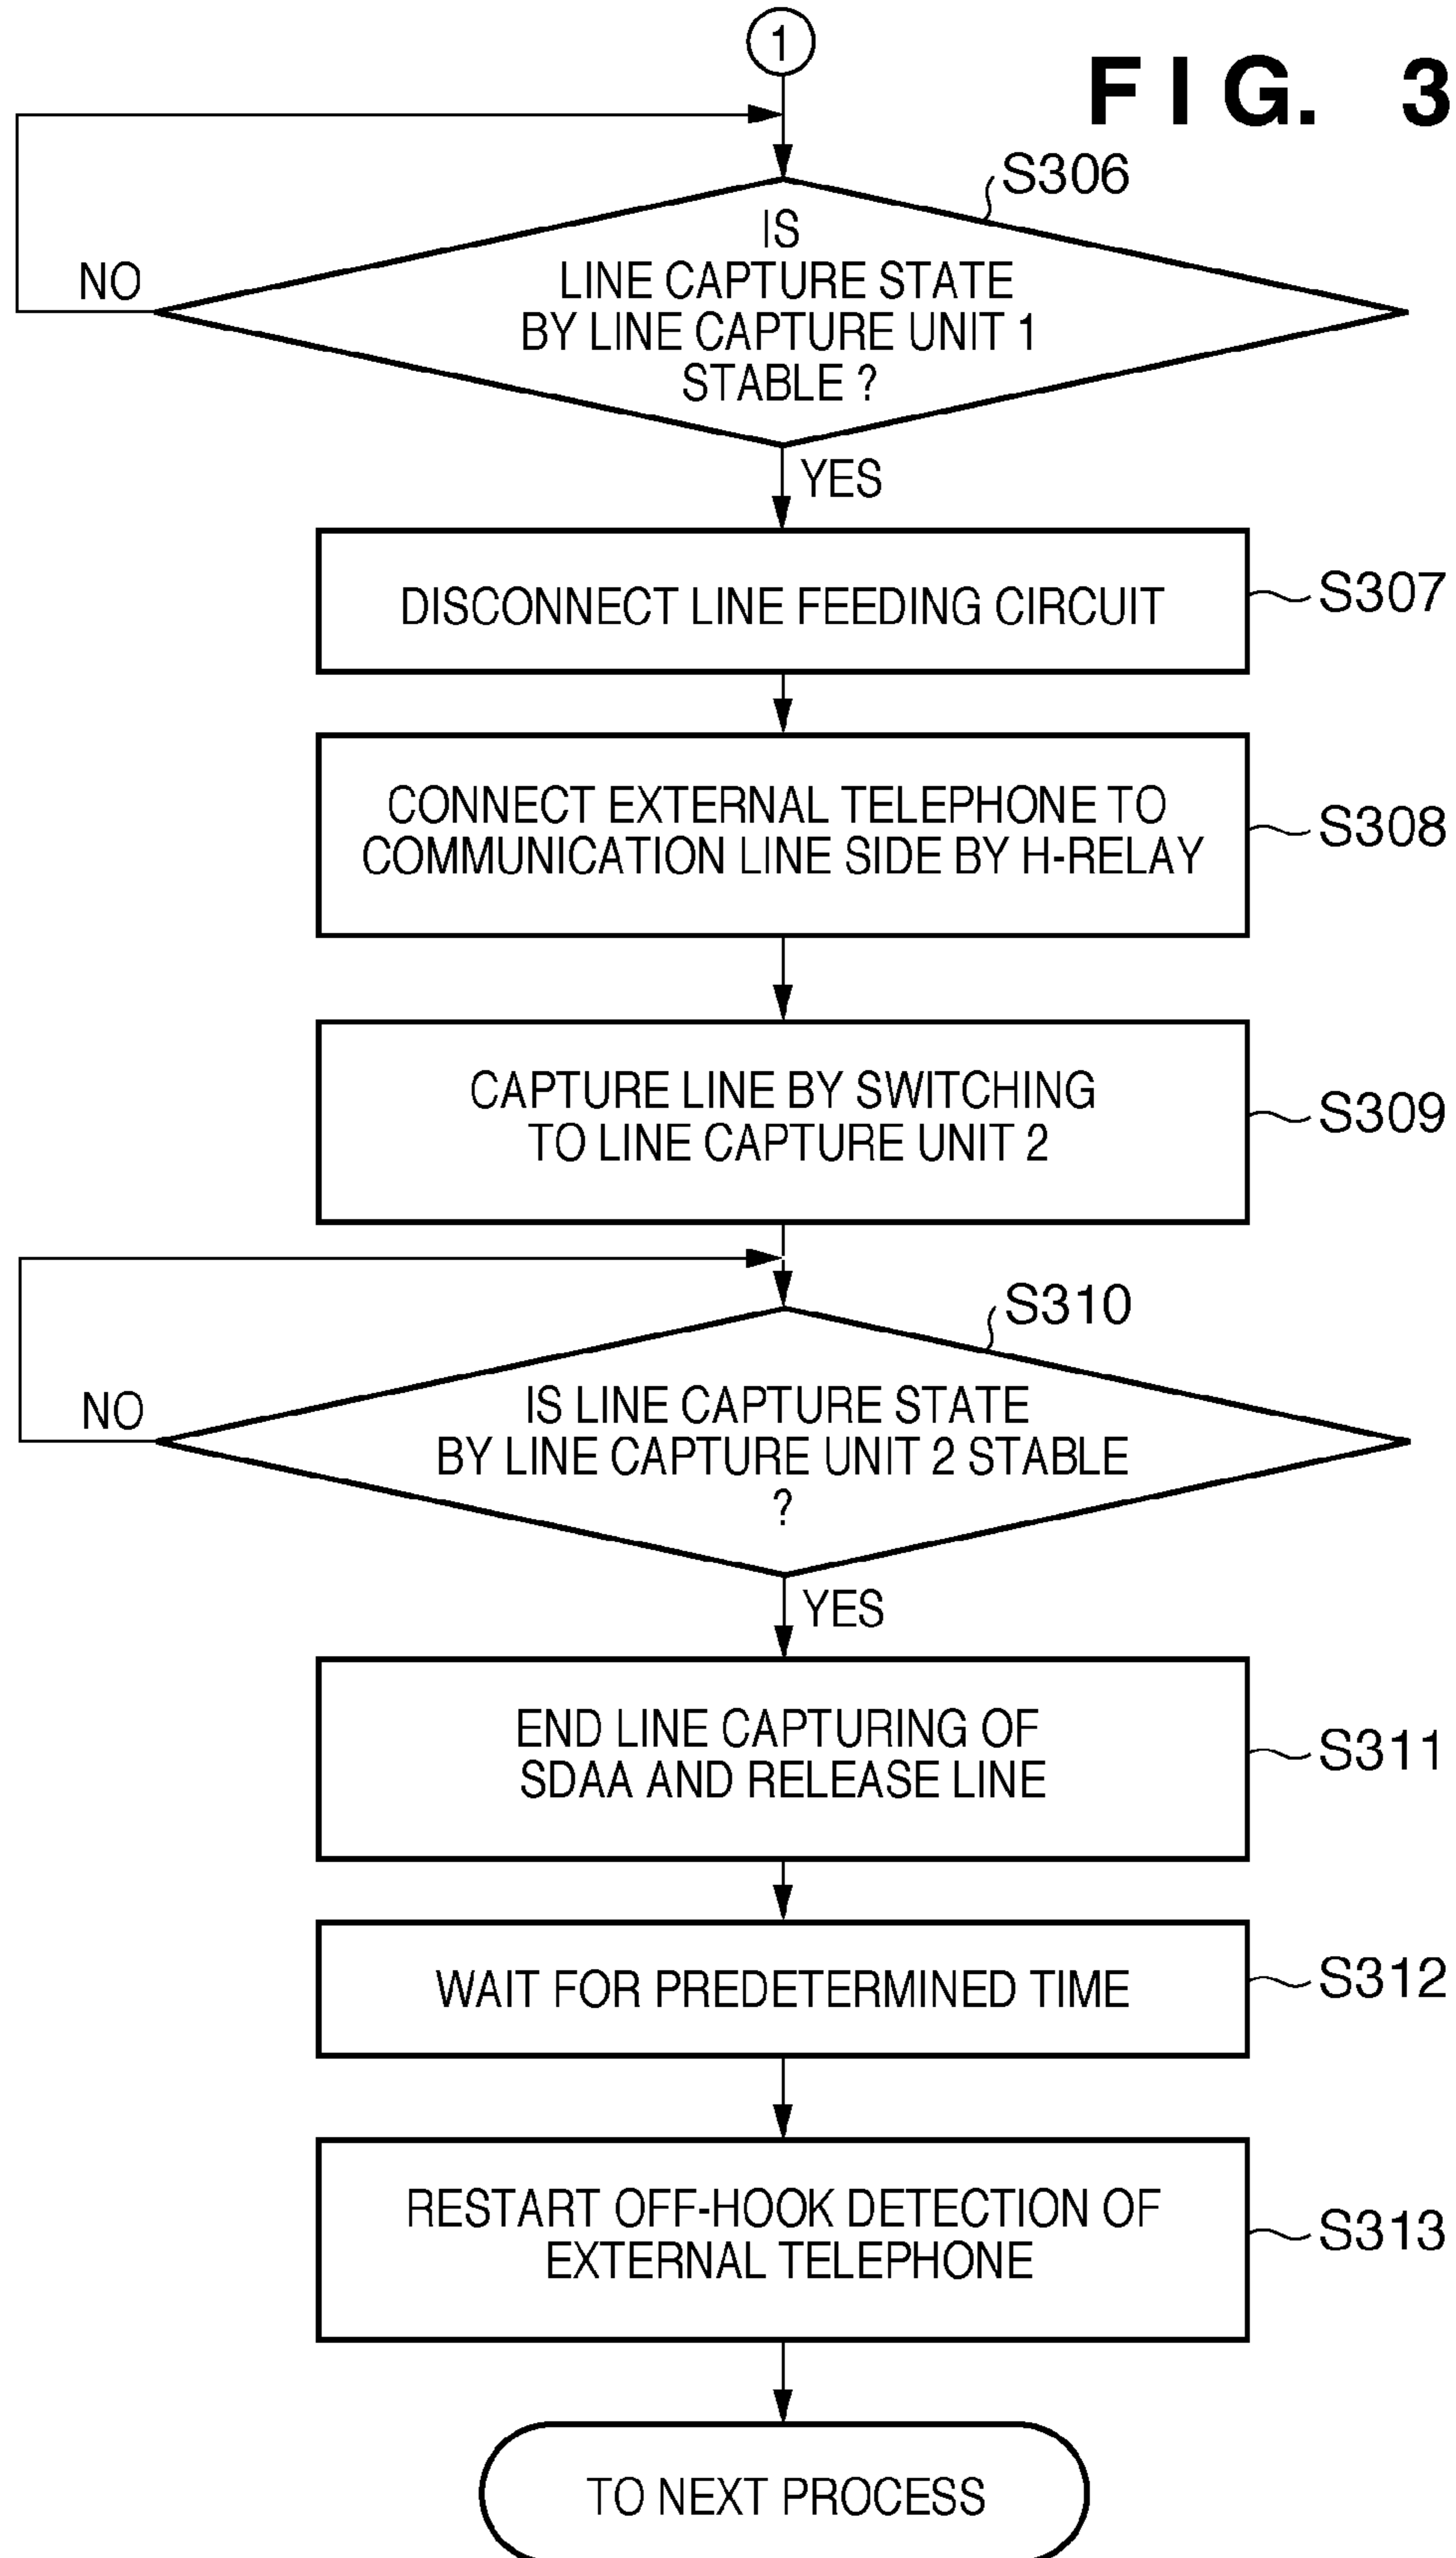 1
FIG. 3
S306
IS
LINE CAPTURE STATE
BY LINE CAPTURE UNIT 1
STABLE ?
NO
YES
DISCONNECT LINE FEEDING CIRCUIT
S307
CONNECT EXTERNAL TELEPHONE TO
COMMUNICATION LINE SIDE BY H-RELAY
S308
CAPTURE LINE BY SWITCHING
TO LINE CAPTURE UNIT 2
S309
S310
IS LINE CAPTURE STATE
BY LINE CAPTURE UNIT 2 STABLE
?
NO
YES
END LINE CAPTURING OF
SDAA AND RELEASE LINE
S311
WAIT FOR PREDETERMINED TIME
S312
RESTART OFF-HOOK DETECTION OF
EXTERNAL TELEPHONE
S313
TO NEXT PROCESS